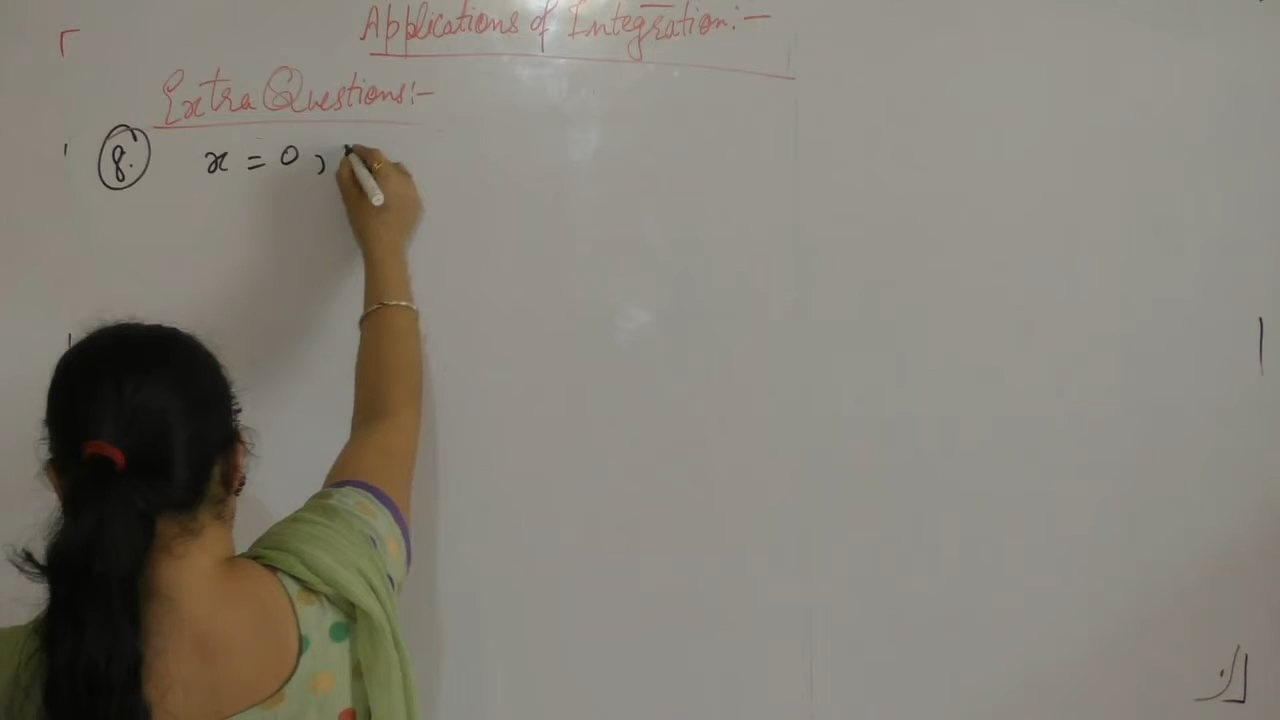 Applications of Integration:-
Extra Questions:-
8. x = 0,